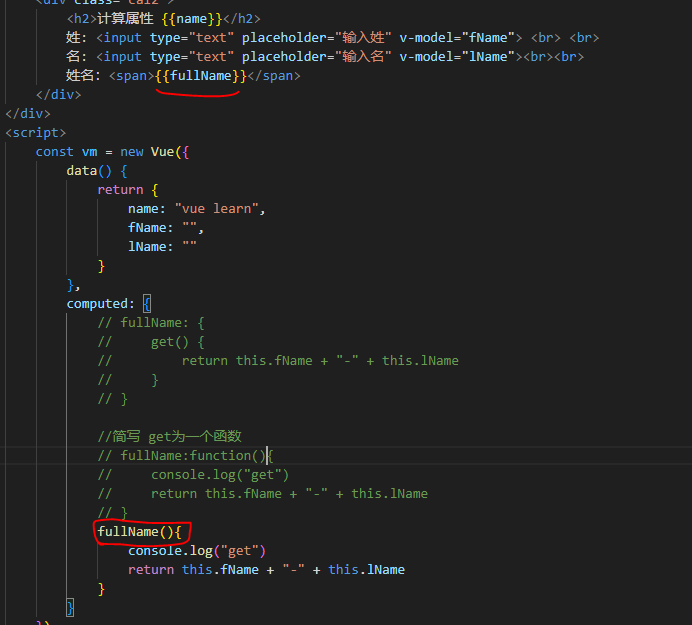 <div class="cal2">
<h2>计算属性 {{name}}</h2>
姓: <input type="text" placeholder="输入姓" v-model="fName"> <br> <br>
名: <input type="text" placeholder="输入名" v-model="lName"><br><br>
姓名: <span>{{fullName}}</span>
</div>
</div>
<script>
const vm = new Vue({
data() {
return {
name: "vue learn",
fName: "",
lName: ""
}
},
computed: {
// fullName: {
//     get() {
//         return this.fName + "-" + this.lName
//     }
// }
//简写 get为一个函数
// fullName:function(){
//     console.log("get")
//     return this.fName + "-" + this.lName
// }
fullName(){
console.log("get")
return this.fName + "-" + this.lName
}
}
})